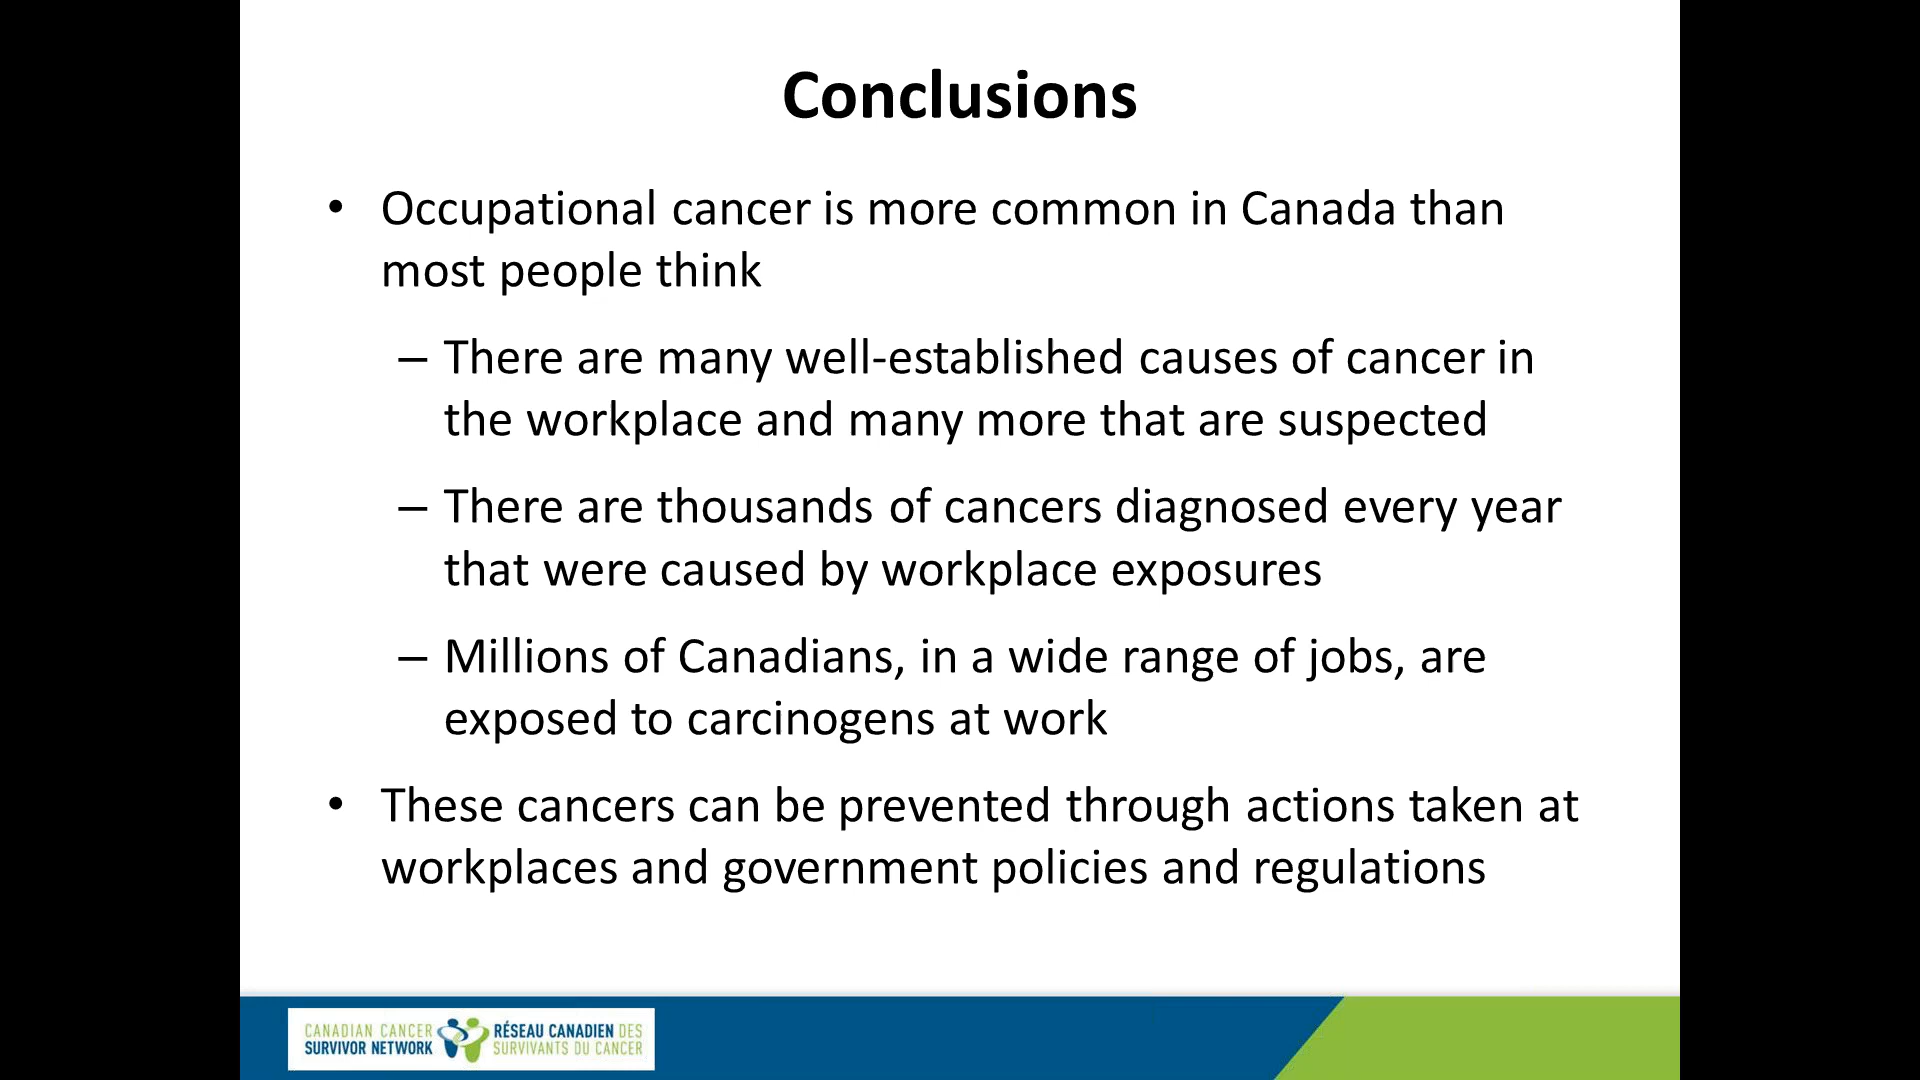 Conclusions
• Occupational cancer is more common in Canada than
most people think
– There are many well-established causes of cancer in
the workplace and many more that are suspected
– There are thousands of cancers diagnosed every year
that were caused by workplace exposures
– Millions of Canadians, in a wide range of jobs, are
exposed to carcinogens at work
• These cancers can be prevented through actions taken at
workplaces and government policies and regulations
CANADIAN CANCER
SURVIVOR NETWORK
RÉSEAU CANADIEN DES
SURVIVANTS DU CANCER